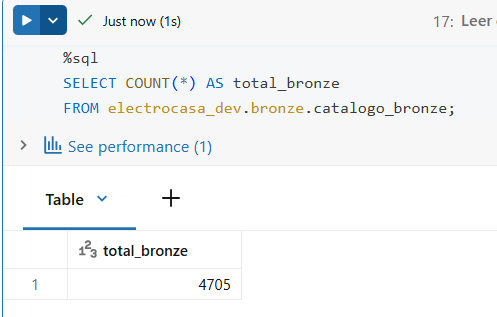 Just now (1s)
17: Leer
%sql
SELECT COUNT(*) AS total_bronze
FROM electrocasa_dev.bronze.catalogo_bronze;
See performance (1)
Table
123 total_bronze
1 4705